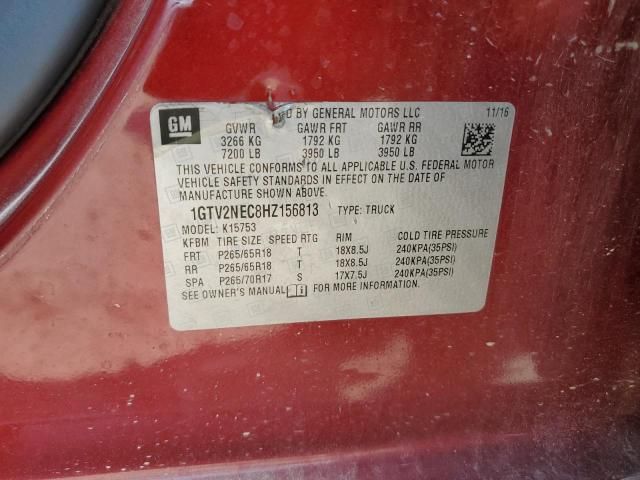 GM
D BY GENERAL MOTORS LLC 11/16
GVWR GAWR FRT GAWR RR
3266 KG 1792 KG 1792 KG
7200 LB 3950 LB 3950 LB
THIS VEHICLE CONFORMS TO ALL APPLICABLE U.S. FEDERAL MOTOR
VEHICLE SAFETY STANDARDS IN EFFECT ON THE DATE OF
MANUFACTURE SHOWN ABOVE.
1GTV2NEC8HZ156813 TYPE: TRUCK
MODEL: K15753
KFBM TIRE SIZE SPEED RTG RIM COLD TIRE PRESSURE
FRT P265/65R18 T 18X8.5J 240KPA(35PSI)
RR P265/65R18 T 18X8.5J 240KPA(35PSI)
SPA P265/70R17 S 17X7.5J 240KPA(35PSI)
SEE OWNER'S MANUAL i FOR MORE INFORMATION.